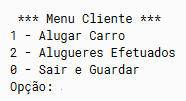 *** Menu Cliente ***
1 - Alugar Carro
2 - Alugueres Efetuados
0 - Sair e Guardar
Opção: